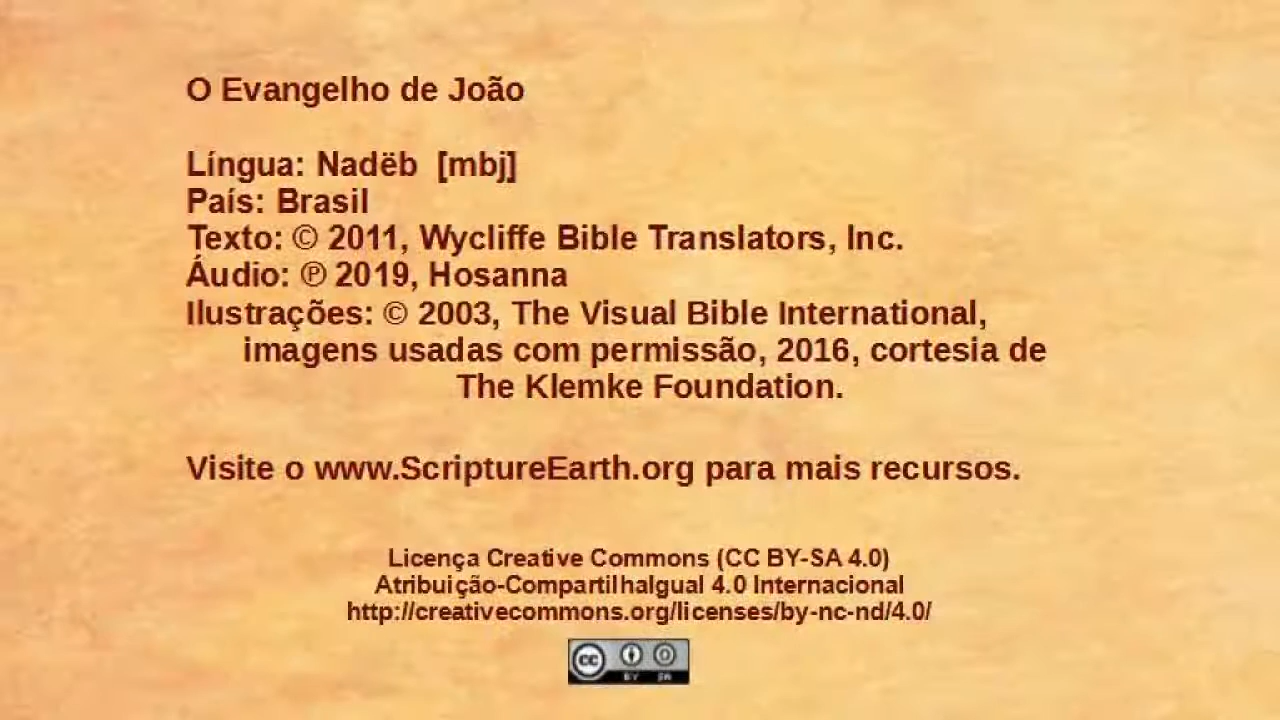 O Evangelho de João
Língua: Nadëb [mbj]
País: Brasil
Texto: © 2011, Wycliffe Bible Translators, Inc.
Áudio: ℗ 2019, Hosanna
Ilustrações: © 2003, The Visual Bible International,
imagens usadas com permissão, 2016, cortesia de
The Klemke Foundation.
Visite o www.ScriptureEarth.org para mais recursos.
Licença Creative Commons (CC BY-SA 4.0)
Atribuição-CompartilhaIgual 4.0 Internacional
http://creativecommons.org/licenses/by-nc-nd/4.0/
cc
BY SA